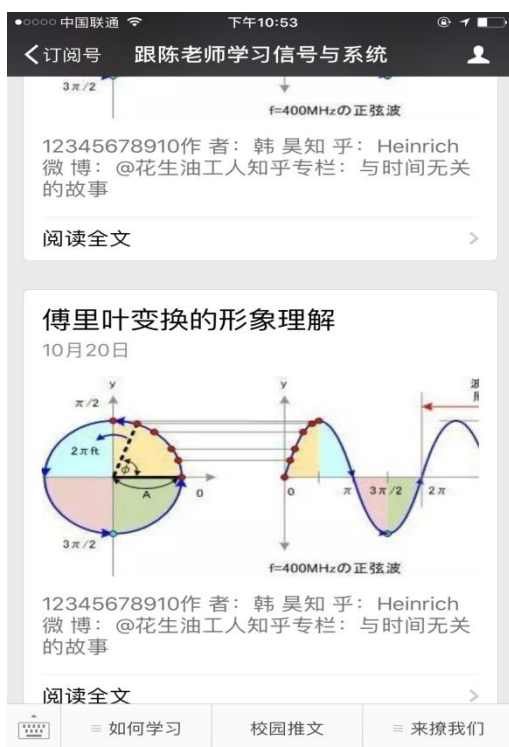 中国联通 下午10:53
订阅号 跟陈老师学习信号与系统
3π/2
f=400MHzの正弦波
12345678910作 者：韩 昊知 乎：Heinrich
微 博：@花生油工人知乎专栏：与时间无关
的故事
阅读全文
傅里叶变换的形象理解
10月20日
y y 波
π/2
2πft
φ
A 0 0 π 3π/2 2π
3π/2
f=400MHzの正弦波
12345678910作 者：韩 昊知 乎：Heinrich
微 博：@花生油工人知乎专栏：与时间无关
的故事
阅读全文
如何学习 校园推文 来撩我们